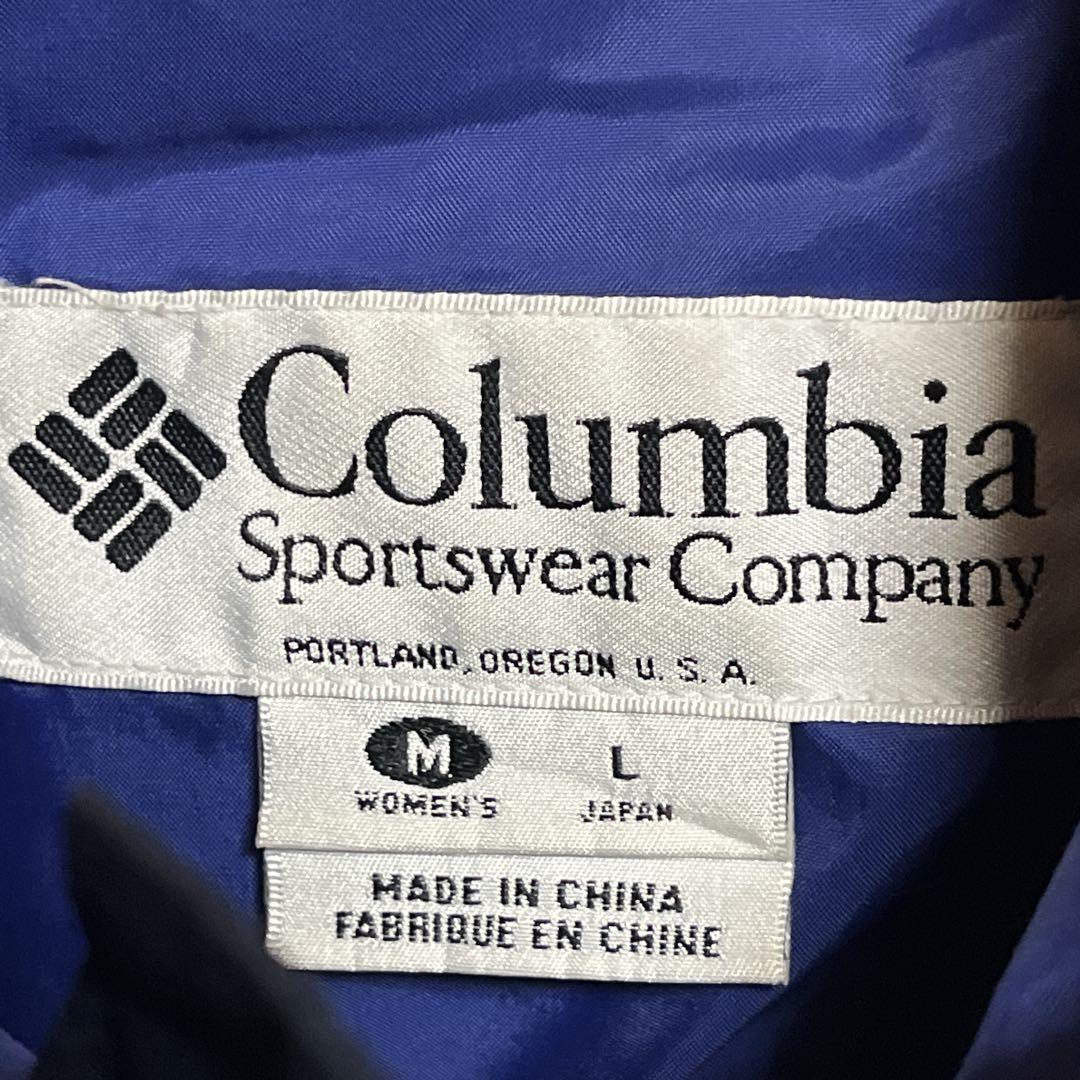 Columbia
Sportswear Company
PORTLAND, OREGON U. S. A.
M L
WOMEN'S JAPAN
MADE IN CHINA
FABRIQUE EN CHINE